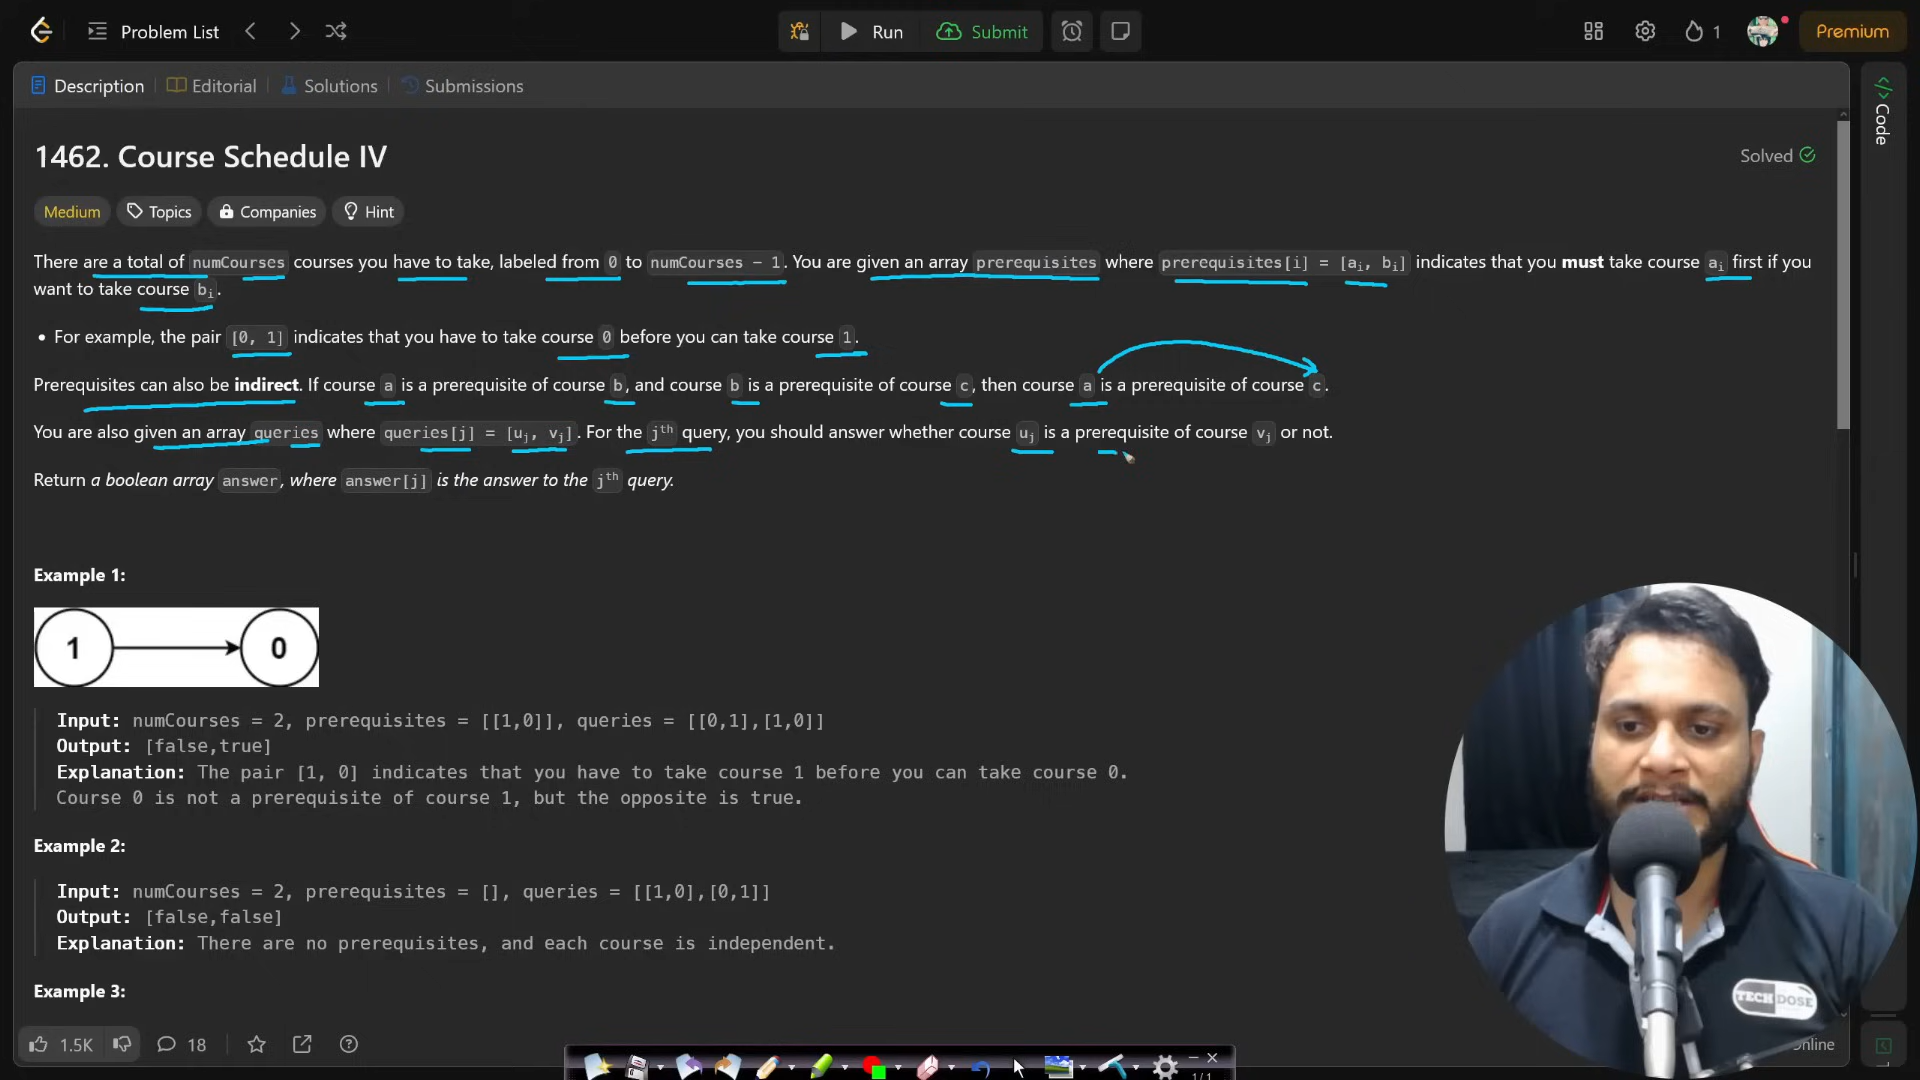 Problem List
Run
Submit
1
Premium
Description
Editorial
Solutions
Submissions
Code
1462. Course Schedule IV
Solved
Medium
Topics
Companies
Hint
There are a total of numCourses courses you have to take, labeled from 0 to numCourses - 1. You are given an array prerequisites where prerequisites[i] = [ai, bi] indicates that you must take course ai first if you
want to take course bi.
• For example, the pair [0, 1] indicates that you have to take course 0 before you can take course 1.
Prerequisites can also be indirect. If course a is a prerequisite of course b, and course b is a prerequisite of course c, then course a is a prerequisite of course c.
You are also given an array queries where queries[j] = [uj, vj]. For the jth query, you should answer whether course uj is a prerequisite of course vj or not.
Return a boolean array answer, where answer[j] is the answer to the jth query.
Example 1:
1
0
Input: numCourses = 2, prerequisites = [[1,0]], queries = [[0,1],[1,0]]
Output: [false,true]
Explanation: The pair [1, 0] indicates that you have to take course 1 before you can take course 0.
Course 0 is not a prerequisite of course 1, but the opposite is true.
Example 2:
Input: numCourses = 2, prerequisites = [], queries = [[1,0],[0,1]]
Output: [false,false]
Explanation: There are no prerequisites, and each course is independent.
Example 3:
TECH DOSE
1.5K
18
1/1